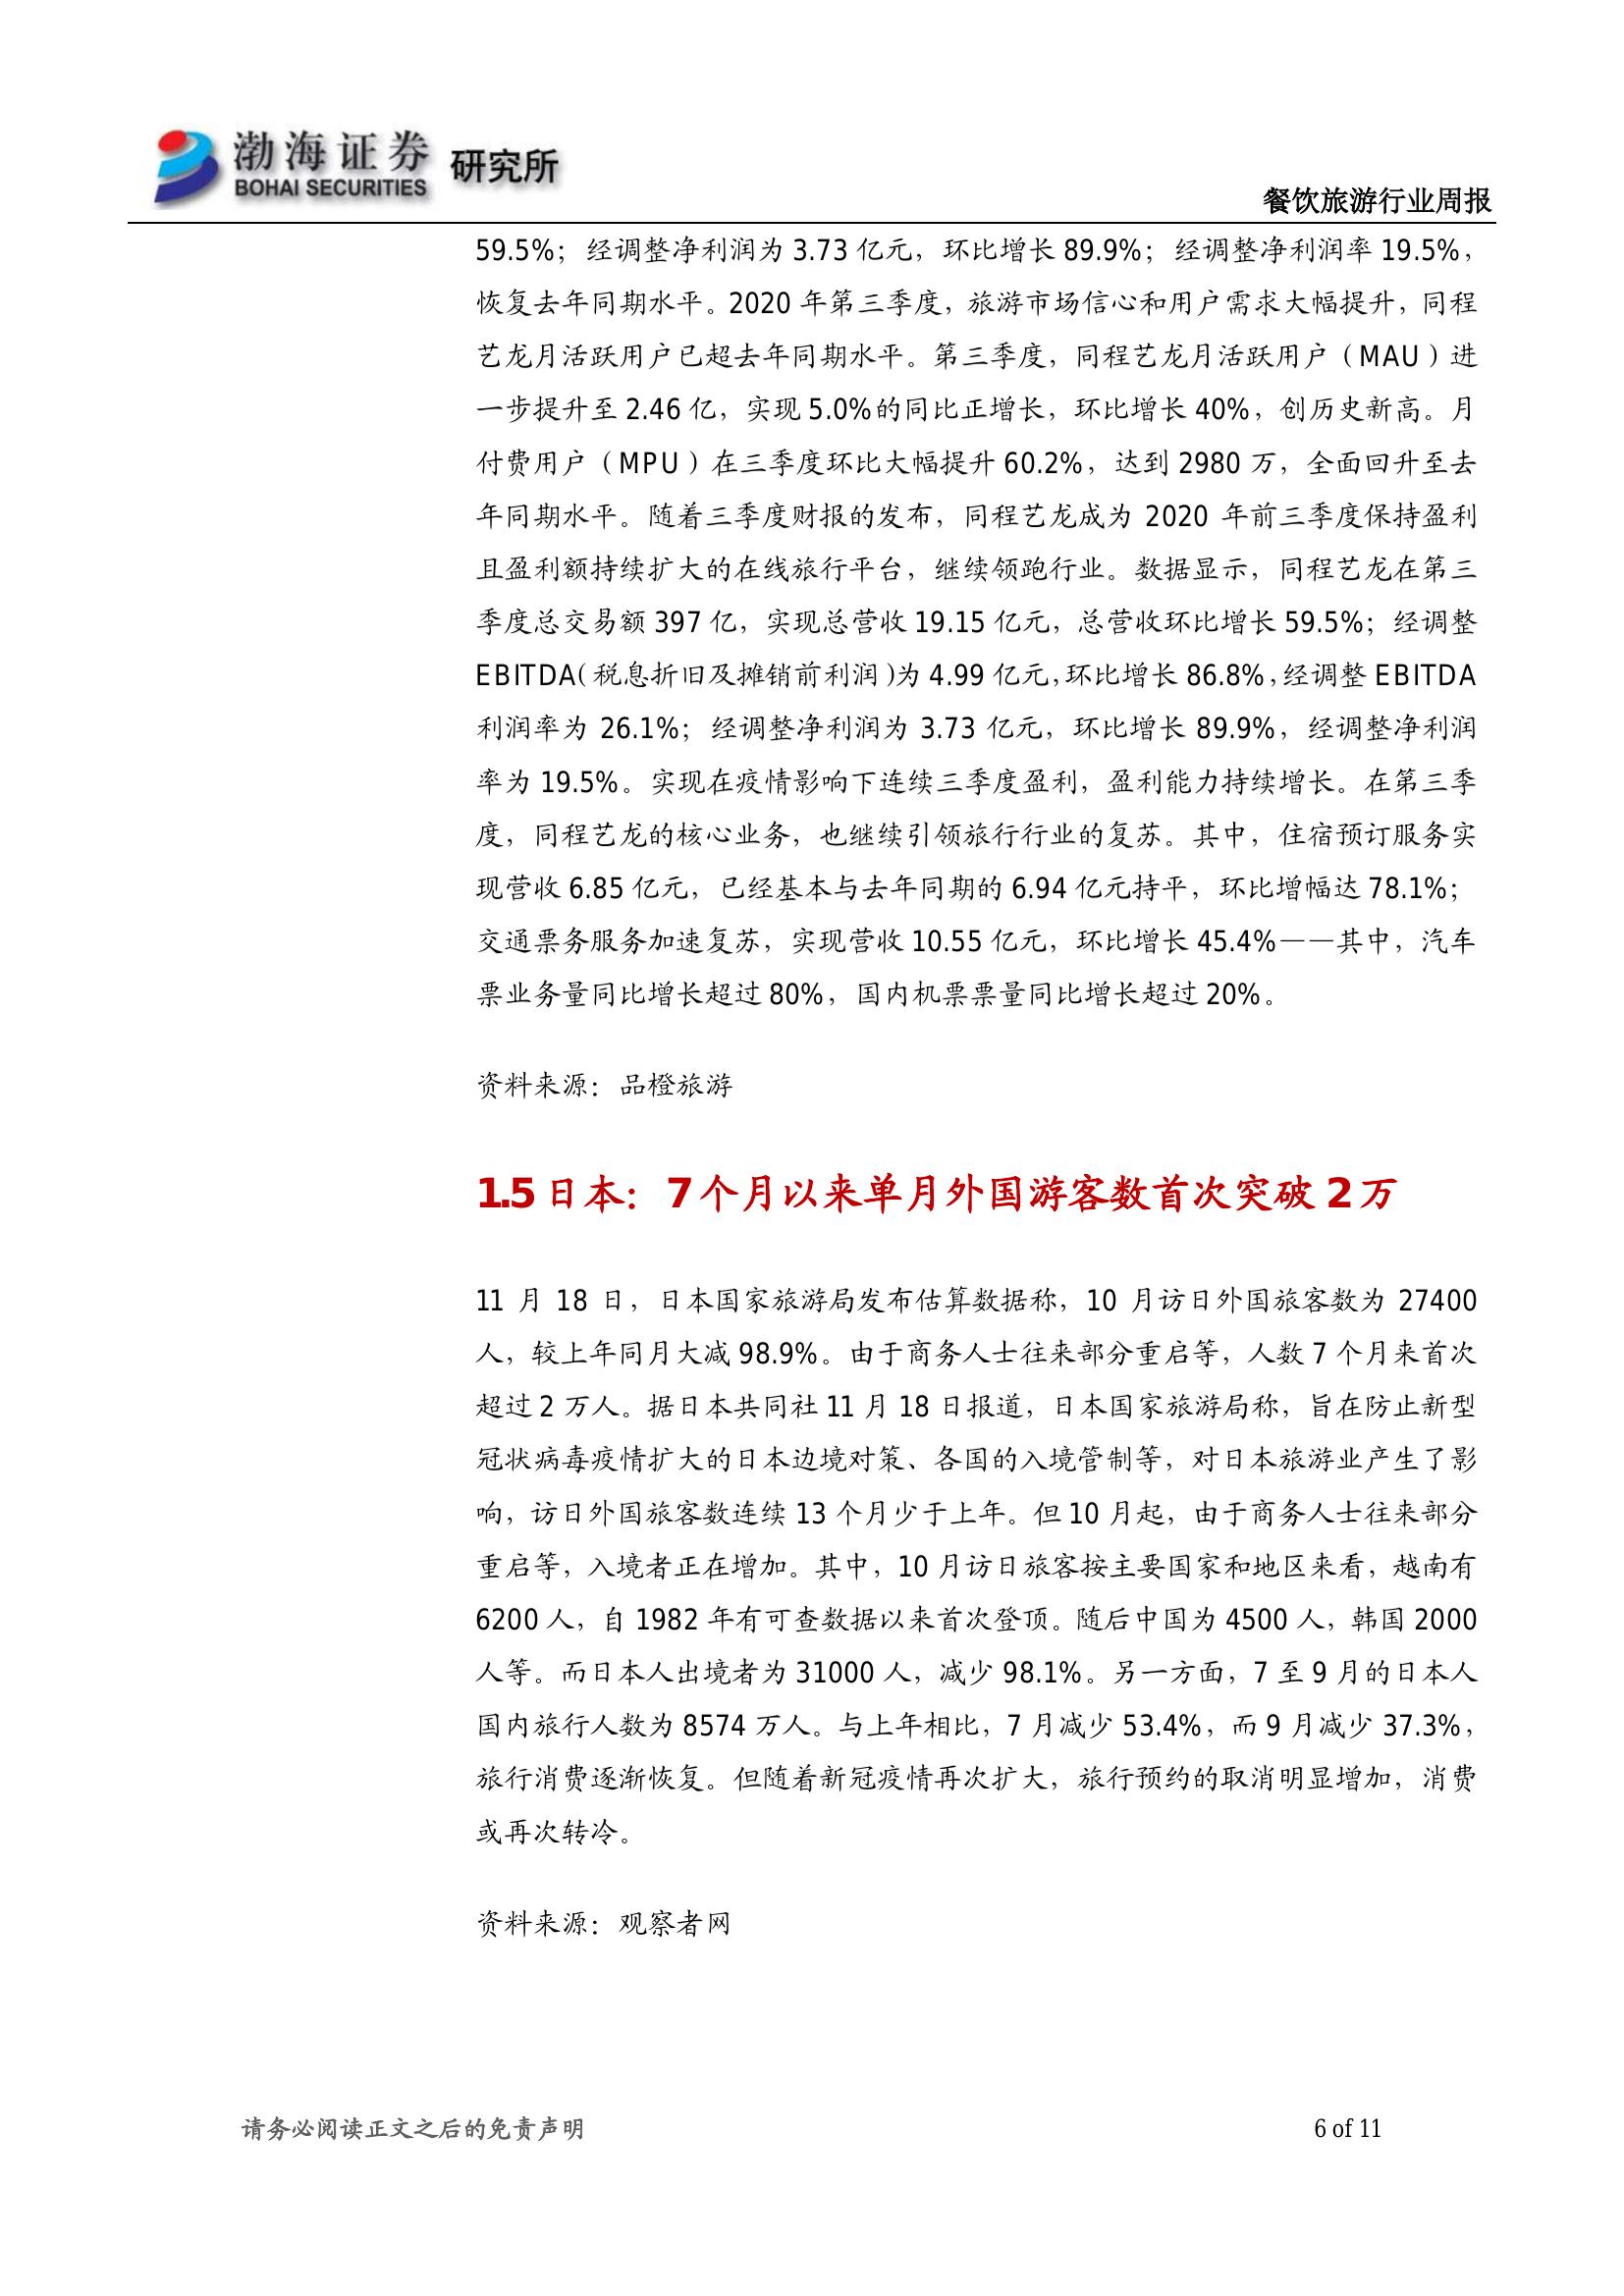 渤海证券 研究所
BOHAI SECURITIES
餐饮旅游行业周报
59.5%；经调整净利润为 3.73 亿元，环比增长 89.9%；经调整净利润率 19.5%，
恢复去年同期水平。2020 年第三季度，旅游市场信心和用户需求大幅提升，同程
艺龙月活跃用户已超去年同期水平。第三季度，同程艺龙月活跃用户（MAU）进
一步提升至 2.46 亿，实现 5.0%的同比正增长，环比增长 40%，创历史新高。月
付费用户（MPU）在三季度环比大幅提升 60.2%，达到 2980 万，全面回升至去
年同期水平。随着三季度财报的发布，同程艺龙成为 2020 年前三季度保持盈利
且盈利额持续扩大的在线旅行平台，继续领跑行业。数据显示，同程艺龙在第三
季度总交易额 397 亿，实现总营收 19.15 亿元，总营收环比增长 59.5%；经调整
EBITDA(税息折旧及摊销前利润)为 4.99 亿元，环比增长 86.8%，经调整 EBITDA
利润率为 26.1%；经调整净利润为 3.73 亿元，环比增长 89.9%，经调整净利润
率为 19.5%。实现在疫情影响下连续三季度盈利，盈利能力持续增长。在第三季
度，同程艺龙的核心业务，也继续引领旅行行业的复苏。其中，住宿预订服务实
现营收 6.85 亿元，已经基本与去年同期的 6.94 亿元持平，环比增幅达 78.1%；
交通票务服务加速复苏，实现营收 10.55 亿元，环比增长 45.4%——其中，汽车
票业务量同比增长超过 80%，国内机票票量同比增长超过 20%。
资料来源：品橙旅游
1.5 日本：7 个月以来单月外国游客数首次突破 2 万
11 月 18 日，日本国家旅游局发布估算数据称，10 月访日外国旅客数为 27400
人，较上年同月大减 98.9%。由于商务人士往来部分重启等，人数 7 个月来首次
超过 2 万人。据日本共同社 11 月 18 日报道，日本国家旅游局称，旨在防止新型
冠状病毒疫情扩大的日本边境对策、各国的入境管制等，对日本旅游业产生了影
响，访日外国旅客数连续 13 个月少于上年。但 10 月起，由于商务人士往来部分
重启等，入境者正在增加。其中，10 月访日旅客按主要国家和地区来看，越南有
6200 人，自 1982 年有可查数据以来首次登顶。随后中国为 4500 人，韩国 2000
人等。而日本人出境者为 31000 人，减少 98.1%。另一方面，7 至 9 月的日本人
国内旅行人数为 8574 万人。与上年相比，7 月减少 53.4%，而 9 月减少 37.3%，
旅行消费逐渐恢复。但随着新冠疫情再次扩大，旅行预约的取消明显增加，消费
或再次转冷。
资料来源：观察者网
请务必阅读正文之后的免责声明
6 of 11